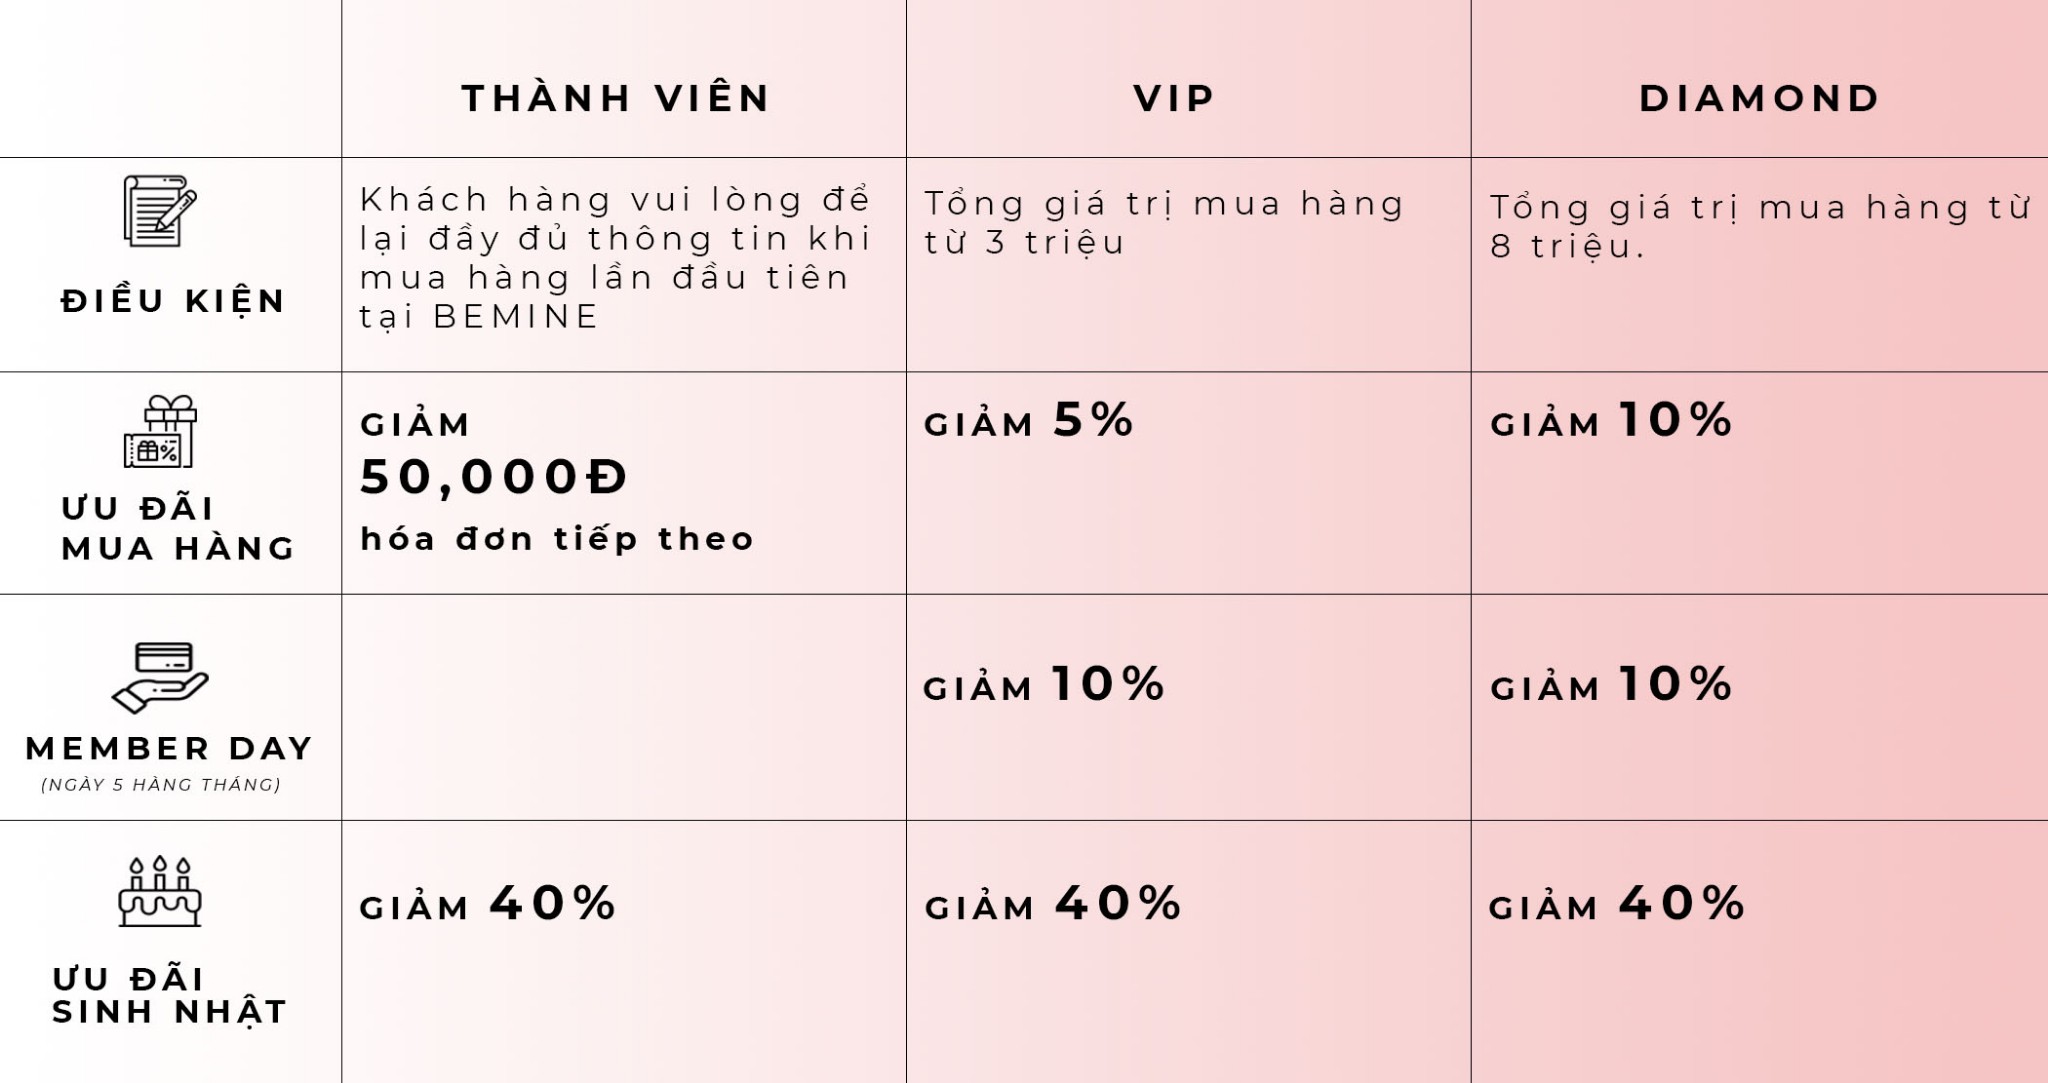 THÀNH VIÊN
VIP
DIAMOND
ĐIỀU KIỆN
Khách hàng vui lòng để
lại đầy đủ thông tin khi
mua hàng lần đầu tiên
tại BEMINE
Tổng giá trị mua hàng
từ 3 triệu
Tổng giá trị mua hàng từ
8 triệu.
ƯU ĐÃI
MUA HÀNG
GIẢM
50,000Đ
hóa đơn tiếp theo
GIẢM 5%
GIẢM 10%
MEMBER DAY
(NGÀY 5 HÀNG THÁNG)
GIẢM 10%
GIẢM 10%
ƯU ĐÃI
SINH NHẬT
GIẢM 40%
GIẢM 40%
GIẢM 40%